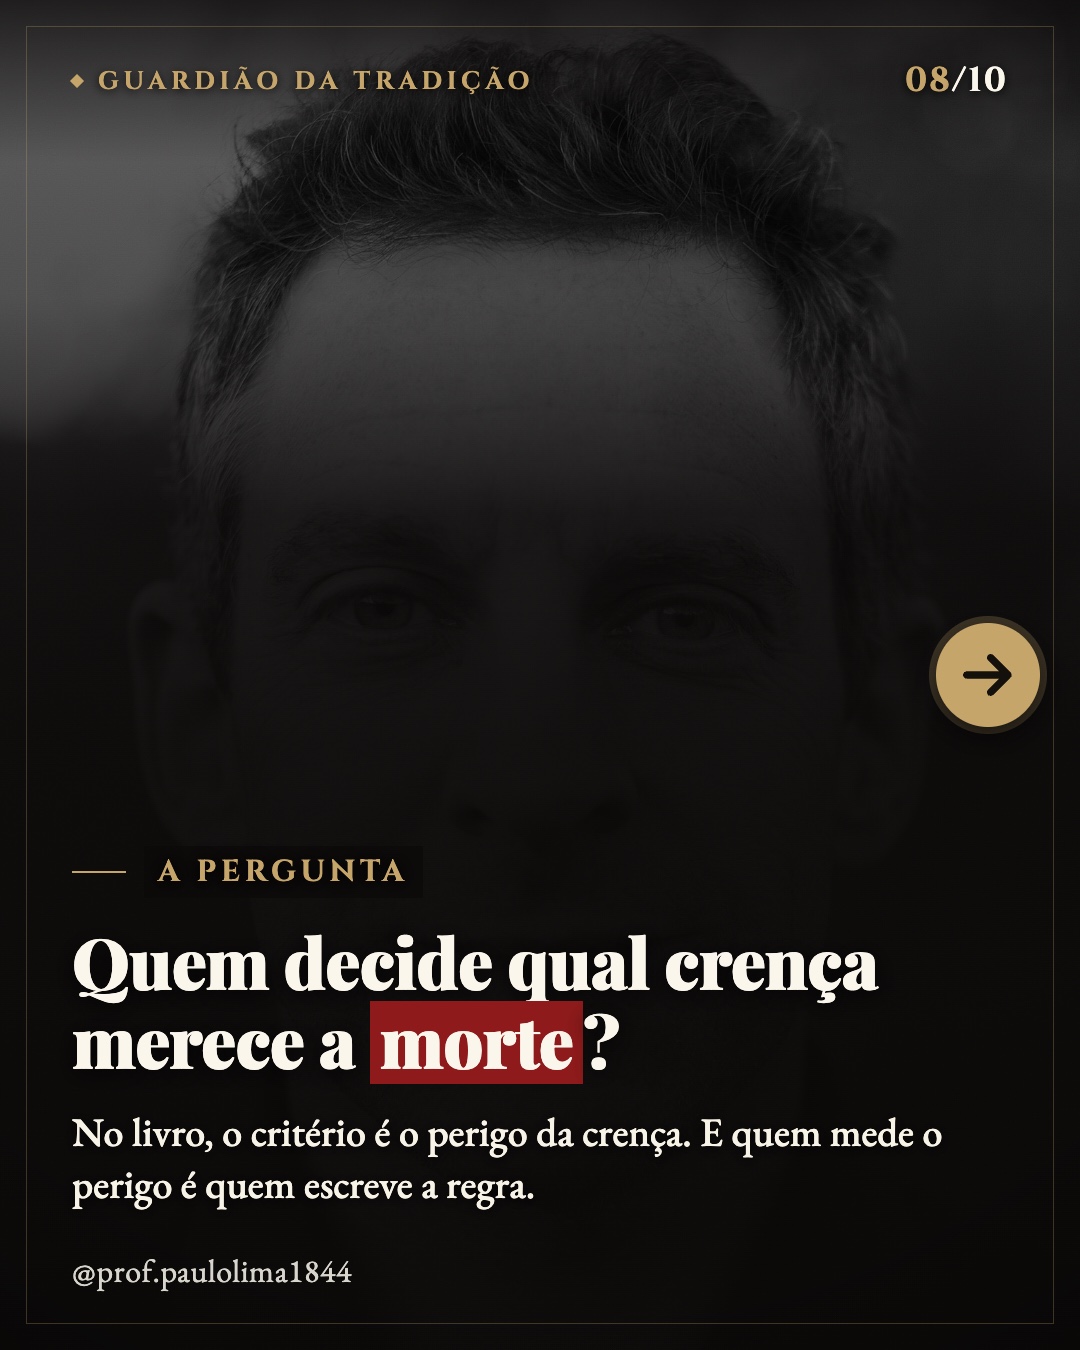 GUARDIÃO DA TRADIÇÃO
08/10
A PERGUNTA
Quem decide qual crença
merece a morte?
No livro, o critério é o perigo da crença. E quem mede o
perigo é quem escreve a regra.
@prof.paulolima1844